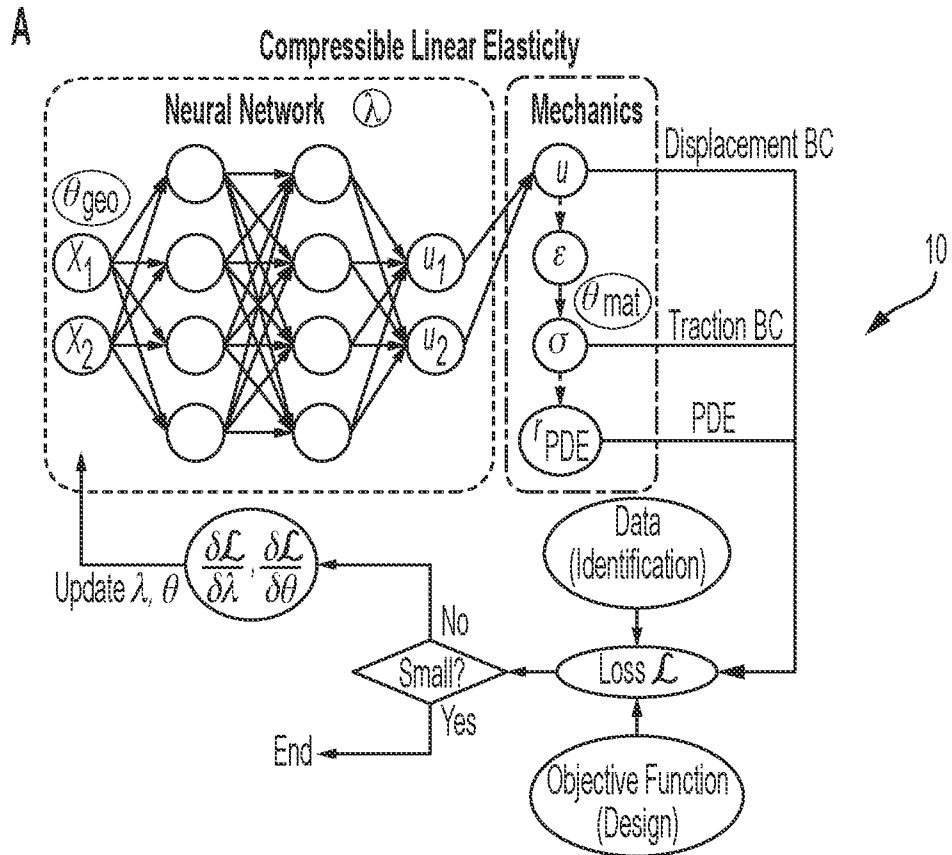 A
Compressible Linear Elasticity
Neural Network λ
Mechanics
θgeo
X1
X2
u1
u2
u
ε
θmat
σ
rPDE
Displacement BC
Traction BC
PDE
10
Data
(Identification)
δℒ/δλ, δℒ/δθ
Update λ, θ
No
Small?
Yes
End
Loss ℒ
Objective Function
(Design)